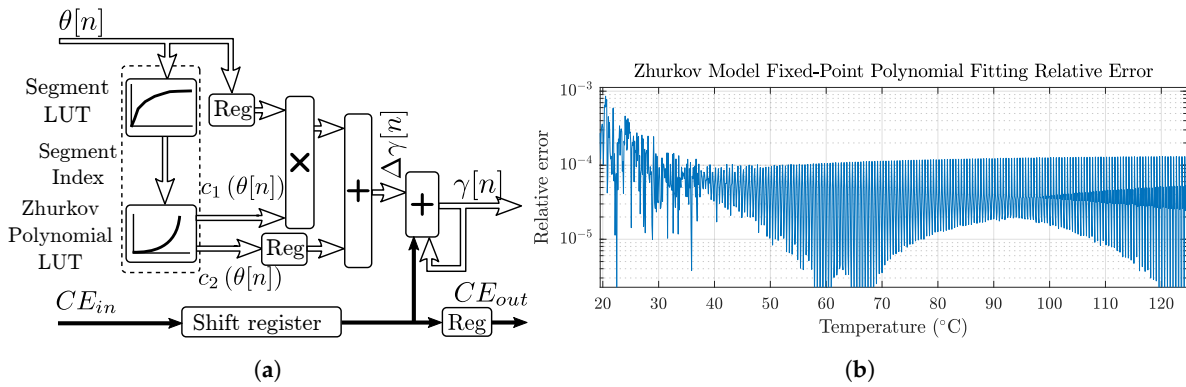 θ[n]
Segment
LUT
Reg
Segment
Index
×
+
Δγ[n]
+
γ[n]
c₁ (θ[n])
Zhurkov
Polynomial
LUT
Reg
c₂ (θ[n])
CE_in
Shift register
CE_out
Reg
(a)
Zhurkov Model Fixed-Point Polynomial Fitting Relative Error
10⁻³
10⁻⁴
10⁻⁵
Relative error
20 30 40 50 60 70 80 90 100 110 120
Temperature (°C)
(b)